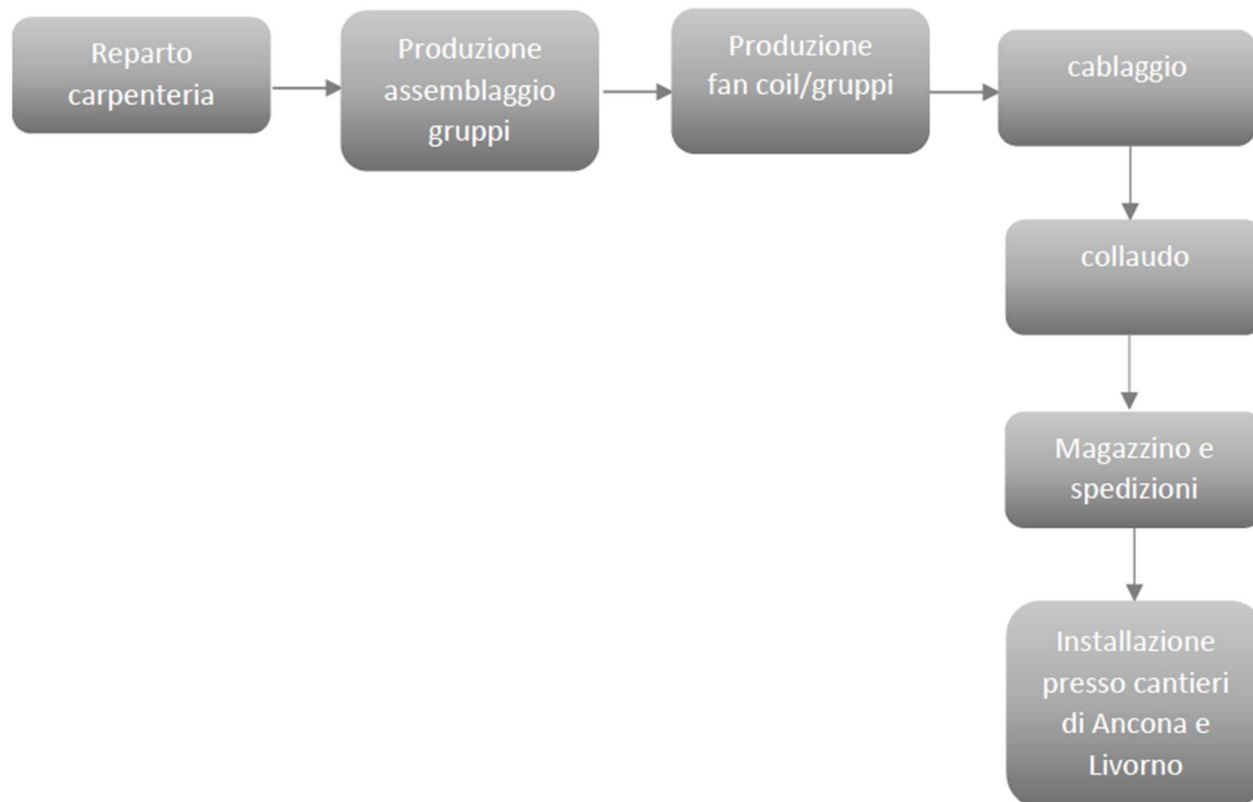 Reparto
carpenteria
Produzione
assemblaggio
gruppi
Produzione
fan coil/gruppi
cablaggio
collaudo
Magazzino e
spedizioni
Installazione
presso cantieri
di Ancona e
Livorno